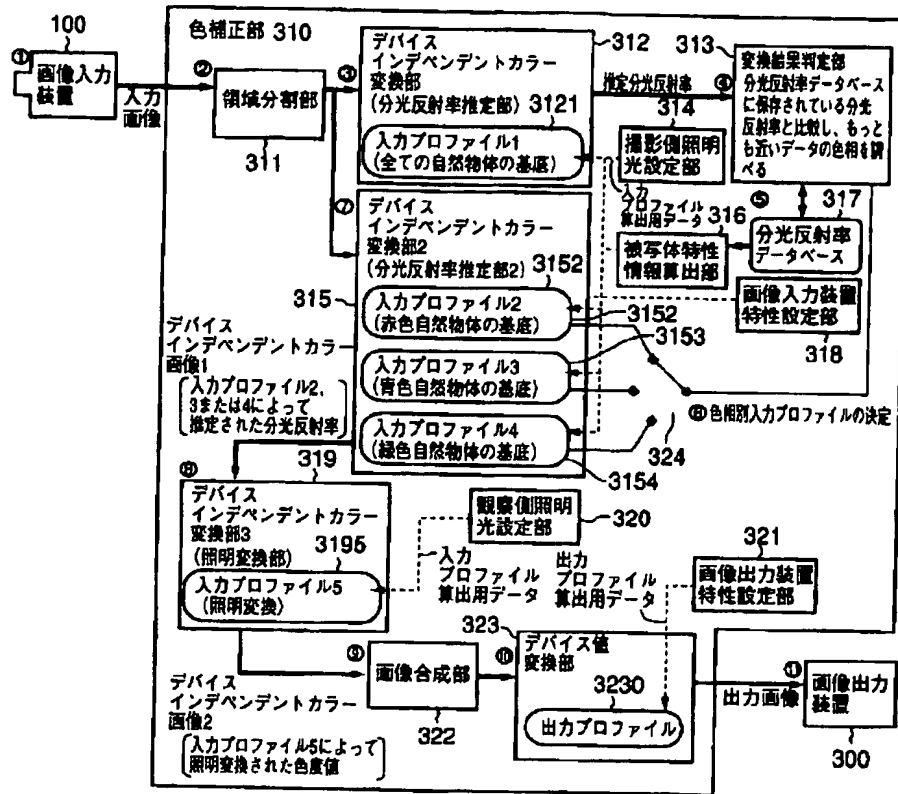 100
① 画像入力
装置
入力
画像
色補正部 310
② 領域分割部
311
③ デバイス
インデペンデントカラー
変換部
(分光反射率推定部)
312
3121
入力プロファイル1
(全ての自然物体の基底)
推定分光反射率
④
313
変換結果判定部
分光反射率データベース
に保存されている分光
反射率と比較し、もっと
も近いデータの色相を調
べる
314
撮影側照明
光設定部
入力
プロファイル
算出用データ
⑤
317
分光反射率
データベース
316
被写体特性
情報算出部
画像入力装置
特性設定部
318
⑦
デバイス
インデペンデントカラー
変換部2
(分光反射率推定部2)
315
3152
入力プロファイル2
(赤色自然物体の基底)
3152
3153
入力プロファイル3
(青色自然物体の基底)
入力プロファイル4
(緑色自然物体の基底)
3154
324
⑥色相別入力プロファイルの決定
デバイス
インデペンデントカラー
画像1
入力プロファイル2,
3または4によって
推定された分光反射率
319
⑧
デバイス
インデペンデントカラー
変換部3
(照明変換部)
3195
入力プロファイル5
(照明変換)
観察側照明
光設定部
320
入力
プロファイル
算出用データ
出力
プロファイル
算出用データ
321
画像出力装置
特性設定部
⑨
画像合成部
322
323
⑩
デバイス値
変換部
3230
出力プロファイル
デバイス
インデペンデントカラー
画像2
入力プロファイル5によって
照明変換された色度値
出力画像
⑪
画像出力
装置
300